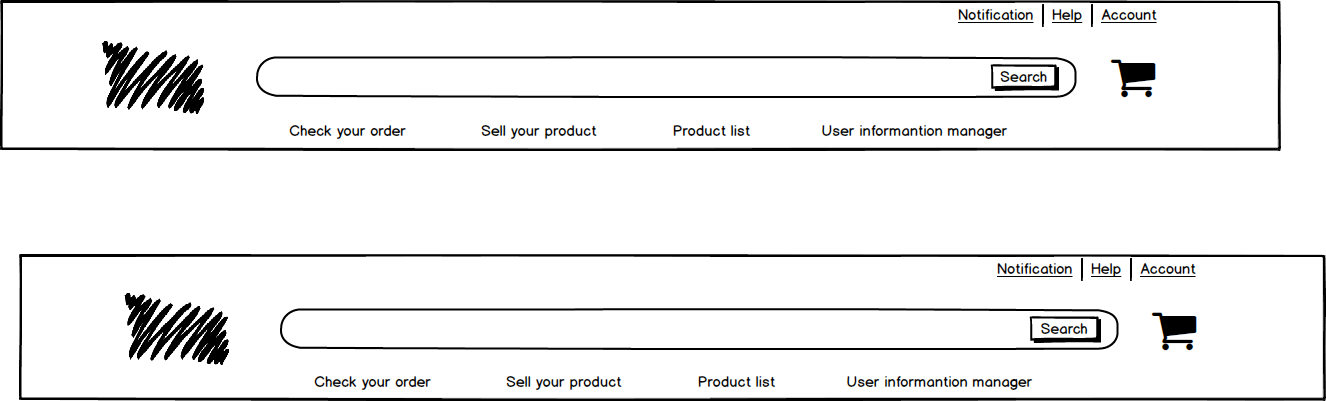 Notification Help Account
Search
Check your order Sell your product Product list User informantion manager
Notification Help Account
Search
Check your order Sell your product Product list User informantion manager